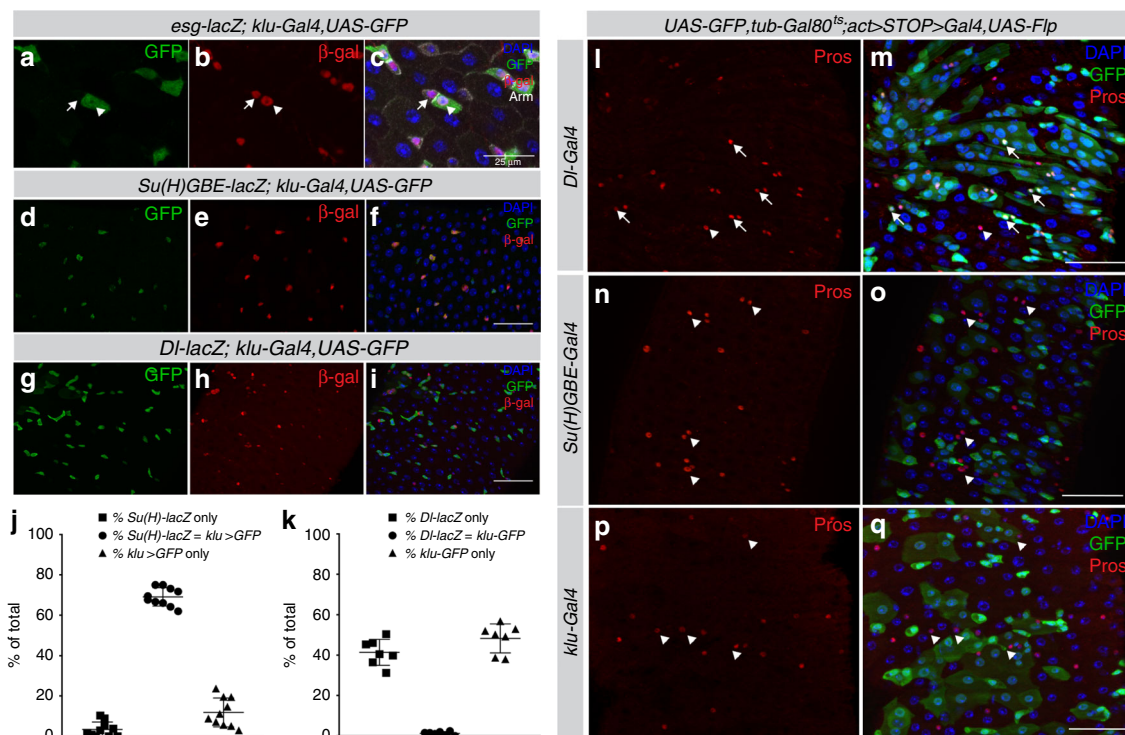 esg-lacZ; klu-Gal4,UAS-GFP
a GFP
b β-gal
c DAPI
GFP
β-gal
Arm
25 μm
Su(H)GBE-lacZ; klu-Gal4,UAS-GFP
d GFP
e β-gal
f DAPI
GFP
β-gal
Dl-lacZ; klu-Gal4,UAS-GFP
g GFP
h β-gal
i DAPI
GFP
β-gal
j
% Su(H)-lacZ only
% Su(H)-lacZ = klu >GFP
% klu >GFP only
% of total
100
80
60
40
20
0
k
% Dl-lacZ only
% Dl-lacZ = klu-GFP
% klu-GFP only
% of total
100
80
60
40
20
0
UAS-GFP,tub-Gal80ts;act>STOP>Gal4,UAS-Flp
Dl-Gal4
l Pros
m DAPI
GFP
Pros
Su(H)GBE-Gal4
n Pros
o DAPI
GFP
Pros
klu-Gal4
p Pros
q DAPI
GFP
Pros